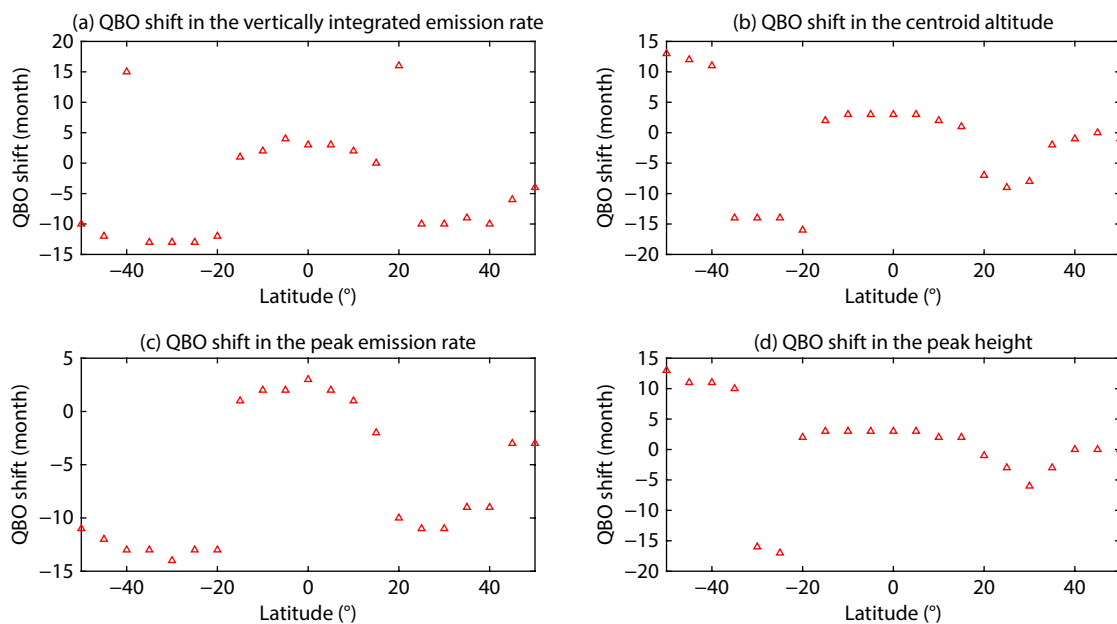 (a) QBO shift in the vertically integrated emission rate
20
15
10
5
0
−5
−10
−15
QBO shift (month)
−40 −20 0 20 40
Latitude (°)
(b) QBO shift in the centroid altitude
15
10
5
0
−5
−10
−15
−20
QBO shift (month)
−40 −20 0 20 40
Latitude (°)
(c) QBO shift in the peak emission rate
5
0
−5
−10
−15
QBO shift (month)
−40 −20 0 20 40
Latitude (°)
(d) QBO shift in the peak height
15
10
5
0
−5
−10
−15
−20
QBO shift (month)
−40 −20 0 20 40
Latitude (°)